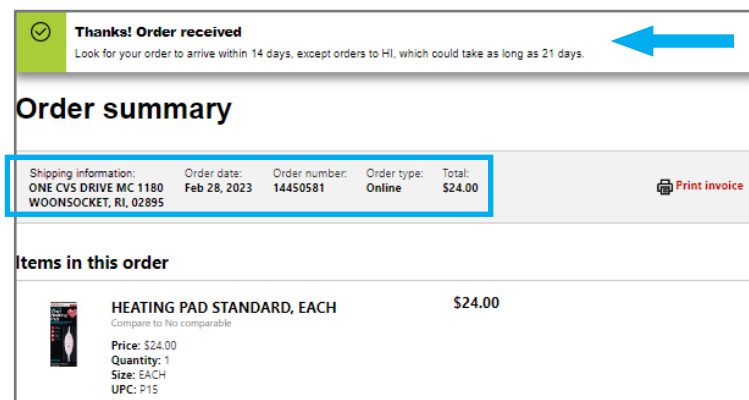 Thanks! Order received
Look for your order to arrive within 14 days, except orders to HI, which could take as long as 21 days.
Order summary
Shipping information: Order date: Order number: Order type: Total:
ONE CVS DRIVE MC 1180 Feb 28, 2023 14450581 Online $24.00
WOONSOCKET, RI, 02895
Print invoice
Items in this order
HEATING PAD STANDARD, EACH $24.00
Compare to No comparable
Price: $24.00
Quantity: 1
Size: EACH
UPC: P15